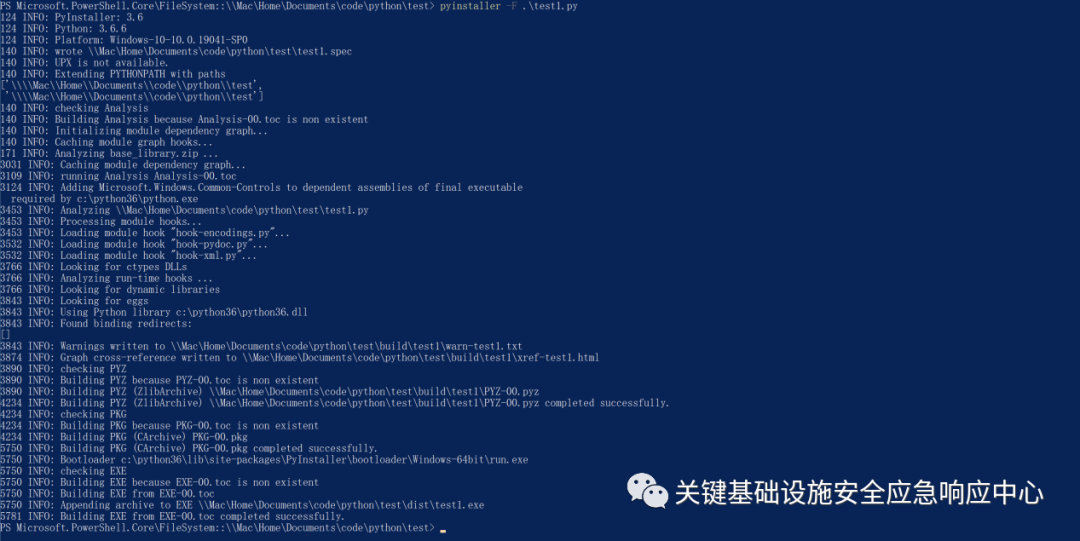 PS Microsoft.PowerShell.Core\FileSystem::\\Mac\Home\Documents\code\python\test> pyinstaller -F .\test1.py
124 INFO: PyInstaller: 3.6
124 INFO: Python: 3.6.6
124 INFO: Platform: Windows-10-10.0.19041-SP0
140 INFO: wrote \\Mac\Home\Documents\code\python\test\test1.spec
140 INFO: UPX is not available.
140 INFO: Extending PYTHONPATH with paths
['\\\\Mac\\Home\\Documents\\code\\python\\test',
 '\\\\Mac\\Home\\Documents\\code\\python\\test']
140 INFO: checking Analysis
140 INFO: Building Analysis because Analysis-00.toc is non existent
140 INFO: Initializing module dependency graph...
140 INFO: Caching module graph hooks...
171 INFO: Analyzing base_library.zip ...
3031 INFO: Caching module dependency graph...
3109 INFO: running Analysis Analysis-00.toc
3124 INFO: Adding Microsoft.Windows.Common-Controls to dependent assemblies of final executable
  required by c:\python36\python.exe
3453 INFO: Analyzing \\Mac\Home\Documents\code\python\test\test1.py
3453 INFO: Processing module hooks...
3453 INFO: Loading module hook "hook-encodings.py"...
3532 INFO: Loading module hook "hook-pydoc.py"...
3532 INFO: Loading module hook "hook-xml.py"...
3766 INFO: Looking for ctypes DLLs
3766 INFO: Analyzing run-time hooks ...
3766 INFO: Looking for dynamic libraries
3843 INFO: Looking for eggs
3843 INFO: Using Python library c:\python36\python36.dll
3843 INFO: Found binding redirects:
[]
3843 INFO: Warnings written to \\Mac\Home\Documents\code\python\test\build\test1\warn-test1.txt
3874 INFO: Graph cross-reference written to \\Mac\Home\Documents\code\python\test\build\test1\xref-test1.html
3890 INFO: checking PYZ
3890 INFO: Building PYZ because PYZ-00.toc is non existent
3890 INFO: Building PYZ (ZlibArchive) \\Mac\Home\Documents\code\python\test\build\test1\PYZ-00.pyz
4234 INFO: Building PYZ (ZlibArchive) \\Mac\Home\Documents\code\python\test\build\test1\PYZ-00.pyz completed successfully.
4234 INFO: checking PKG
4234 INFO: Building PKG because PKG-00.toc is non existent
4234 INFO: Building PKG (CArchive) PKG-00.pkg
5750 INFO: Building PKG (CArchive) PKG-00.pkg completed successfully.
5750 INFO: Bootloader c:\python36\lib\site-packages\PyInstaller\bootloader\Windows-64bit\run.exe
5750 INFO: checking EXE
5750 INFO: Building EXE because EXE-00.toc is non existent
5750 INFO: Building EXE from EXE-00.toc
5750 INFO: Appending archive to EXE \\Mac\Home\Documents\code\python\test\dist\test1.exe
5781 INFO: Building EXE from EXE-00.toc completed successfully.
PS Microsoft.PowerShell.Core\FileSystem::\\Mac\Home\Documents\code\python\test>
关键基础设施安全应急响应中心